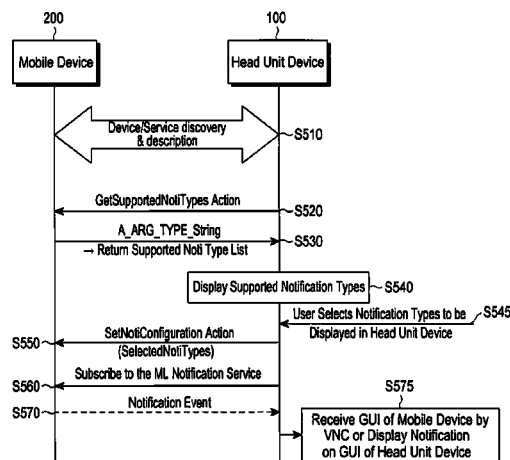 200
100
Mobile Device
Head Unit Device
Device/Service discovery
& description
S510
GetSupportedNotiTypes Action
S520
A_ARG_TYPE_String
→ Return Supported Noti Type List
S530
Display Supported Notification Types
S540
User Selects Notification Types to be
Displayed in Head Unit Device
S545
S550
SetNotiConfiguration Action
(SelectedNotiTypes)
S560
Subscribe to the ML Notification Service
S570
Notification Event
S575
Receive GUI of Mobile Device by
VNC or Display Notification
on GUI of Head Unit Device